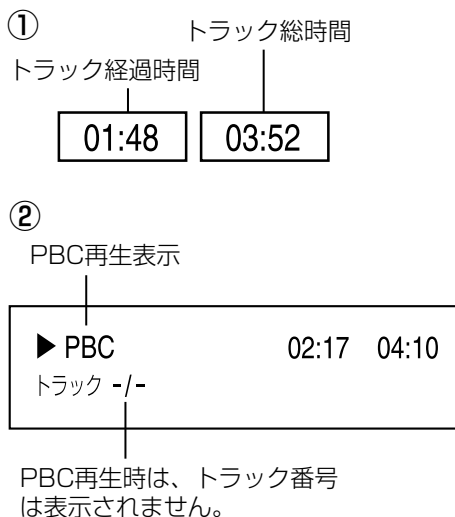 ①
トラック総時間
トラック経過時間
01:48 03:52
②
PBC再生表示
▶ PBC 02:17 04:10
トラック -/-
PBC再生時は、トラック番号
は表示されません。